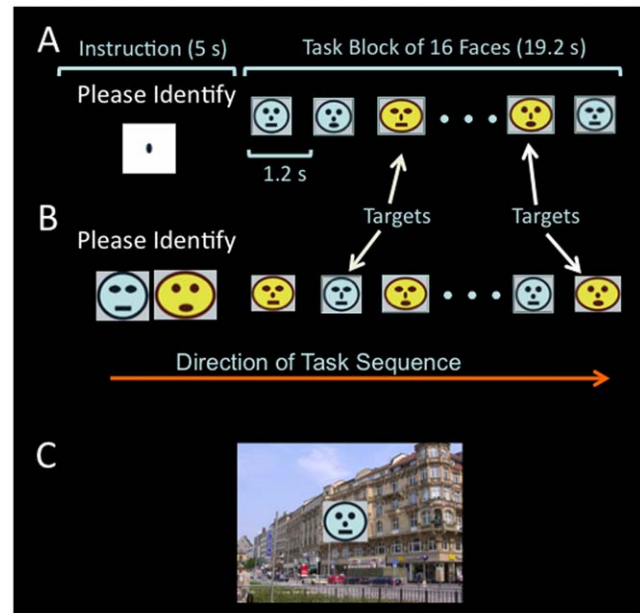 A
Instruction (5 s)
Task Block of 16 Faces (19.2 s)
Please Identify
1.2 s
Targets
Targets
B
Please Identify
Direction of Task Sequence
C